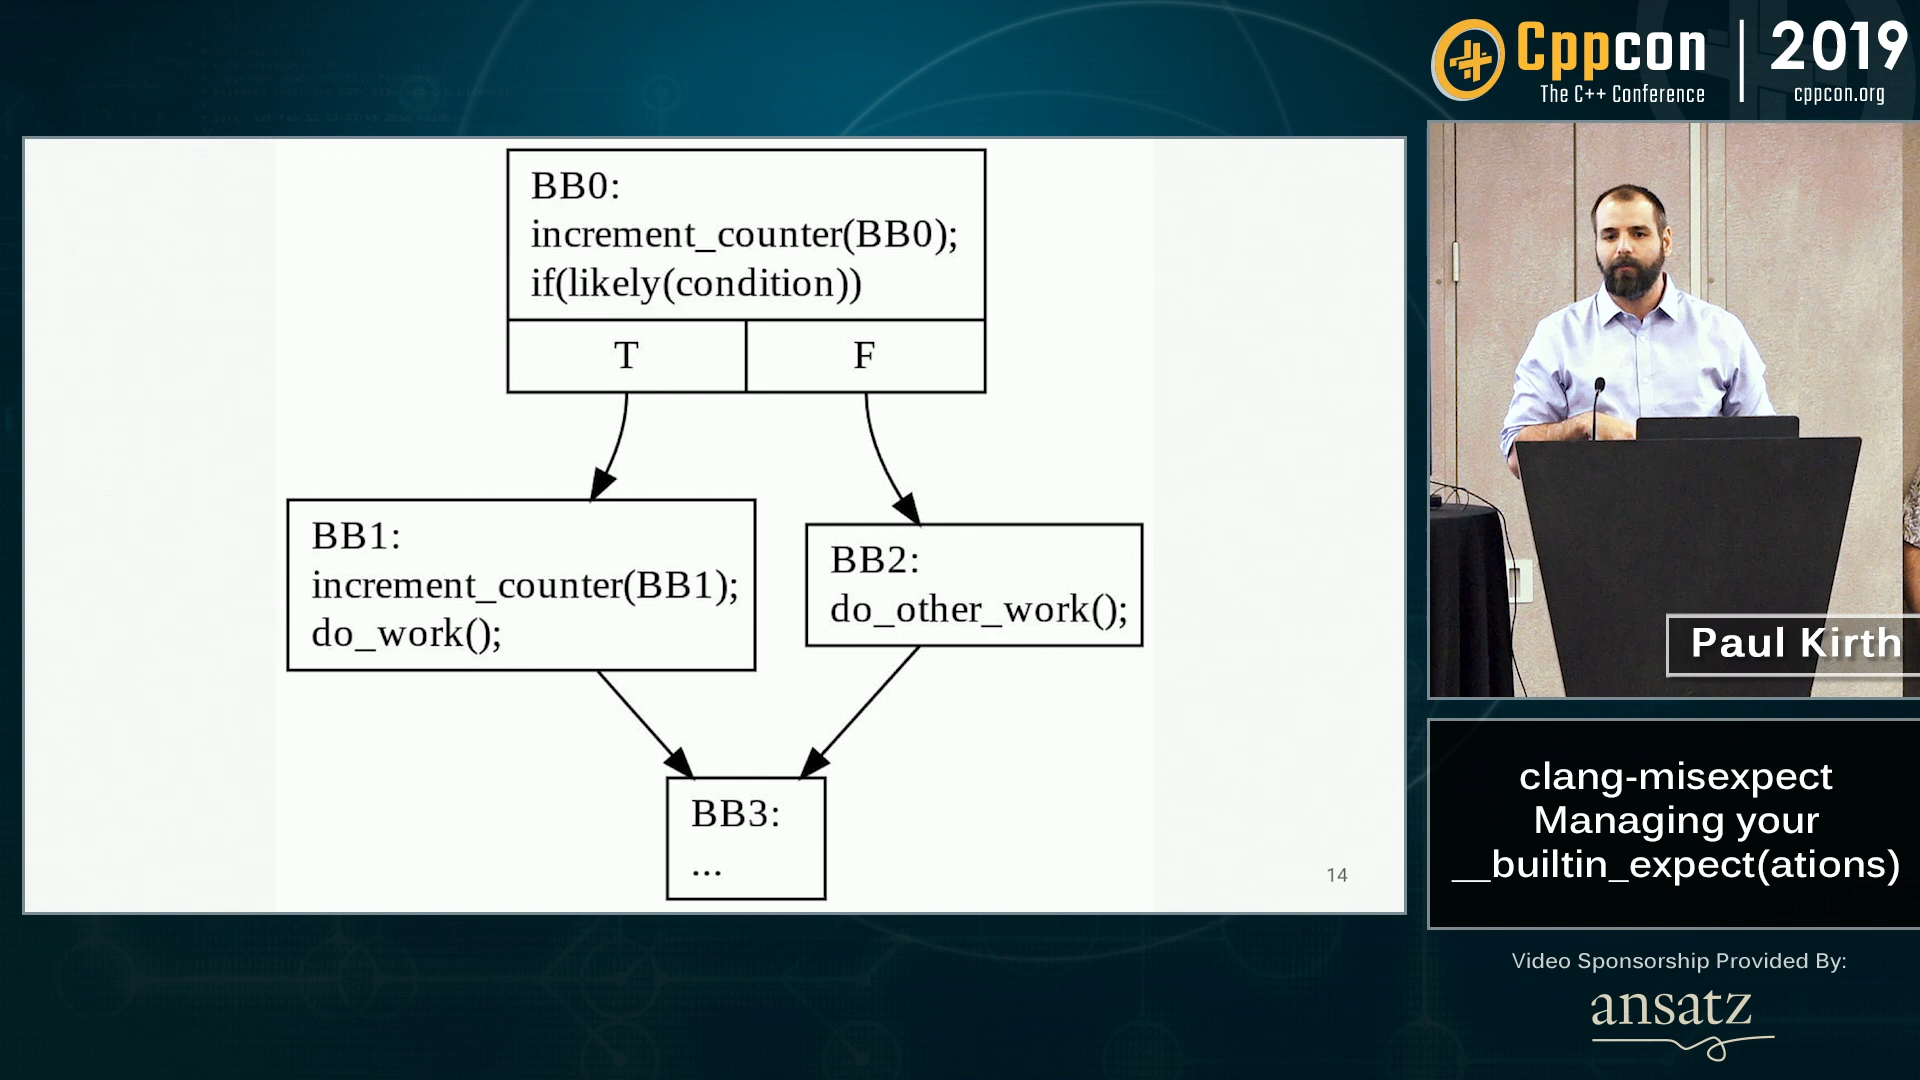 Cppcon
The C++ Conference
2019
cppcon.org
BB0:
increment_counter(BB0);
if(likely(condition))
T
F
BB1:
increment_counter(BB1);
do_work();
BB2:
do_other_work();
BB3:
...
14
Paul Kirth
clang-misexpect
Managing your
__builtin_expect(ations)
Video Sponsorship Provided By:
ansatz